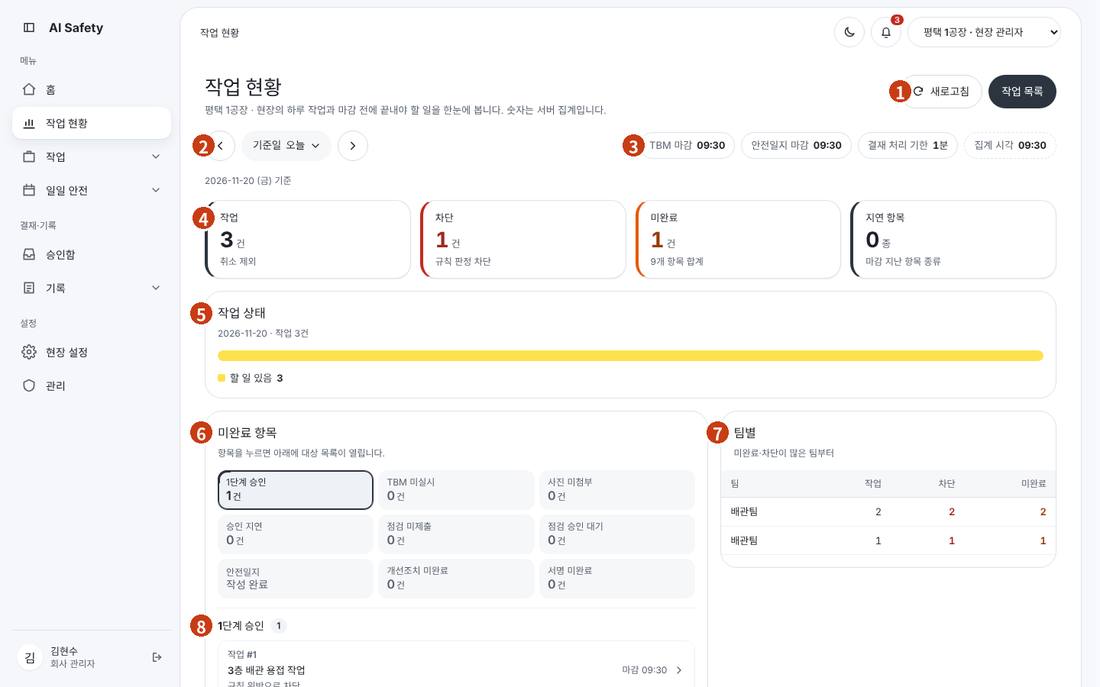 AI Safety
메뉴
홈
작업 현황
작업
일일 안전
결재·기록
승인함
기록
설정
현장 설정
관리
김
김현수
회사 관리자
작업 현황
3
평택 1공장 · 현장 관리자
작업 현황
평택 1공장 · 현장의 하루 작업과 마감 전에 끝내야 할 일을 한눈에 봅니다. 숫자는 서버 집계입니다.
1
새로고침
작업 목록
2
기준일 오늘
3
TBM 마감 09:30
안전일지 마감 09:30
결재 처리 기한 1분
집계 시각 09:30
2026-11-20 (금) 기준
4
작업
3 건
취소 제외
차단
1 건
규칙 판정 차단
미완료
1 건
9개 항목 합계
지연 항목
0 종
마감 지난 항목 종류
5
작업 상태
2026-11-20 · 작업 3건
할 일 있음 3
6
미완료 항목
항목을 누르면 아래에 대상 목록이 열립니다.
1단계 승인
1 건
TBM 미실시
0 건
사진 미첨부
0 건
승인 지연
0 건
점검 미제출
0 건
점검 승인 대기
0 건
안전일지
작성 완료
개선조치 미완료
0 건
서명 미완료
0 건
7
팀별
미완료·차단이 많은 팀부터
팀 작업 차단 미완료
배관팀 2 2 2
배관팀 1 1 1
8
1단계 승인 1
작업 #1
3층 배관 용접 작업
마감 09:30
규칙 위반으로 차단